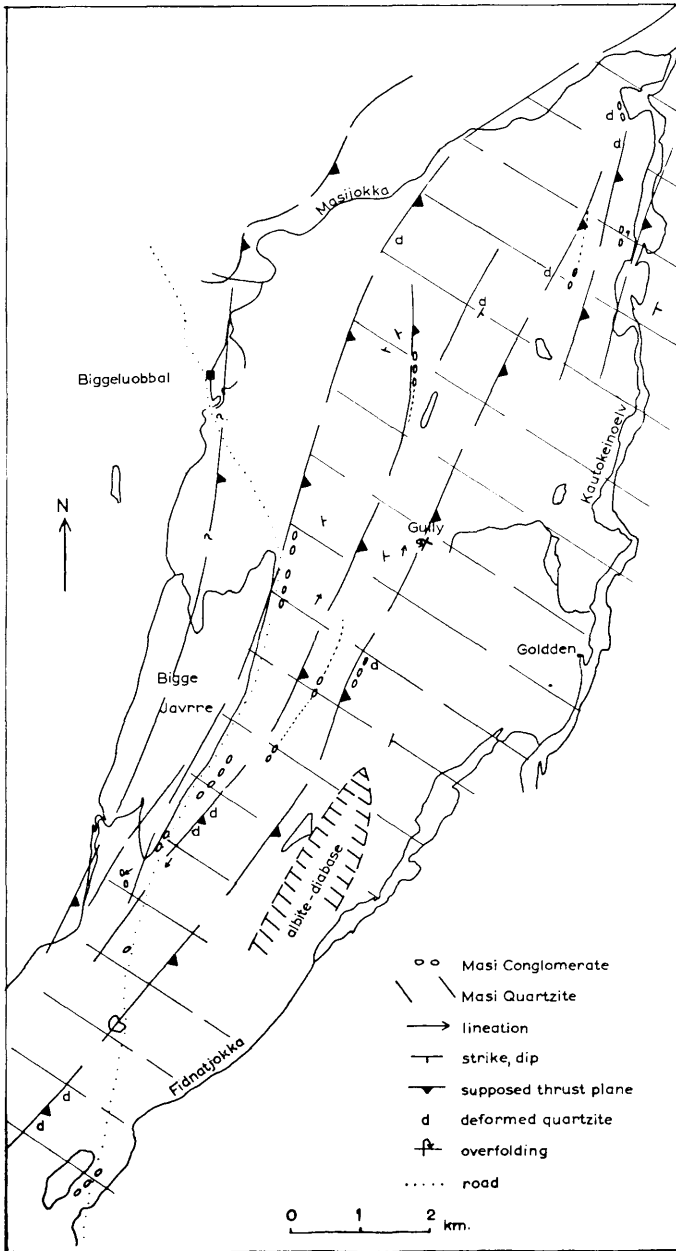 d
d
Masijokka
d
d
d
Biggeluobbal
?
Kautokeinoelv
N
?
Gully
Goldden
d
Bigge
Javrre
d
d
albite-diabase
Masi Conglomerate
Masi Quartzite
lineation
strike, dip
supposed thrust plane
d deformed quartzite
overfolding
road
Fidnatjokka
d
d
0 1 2
km.